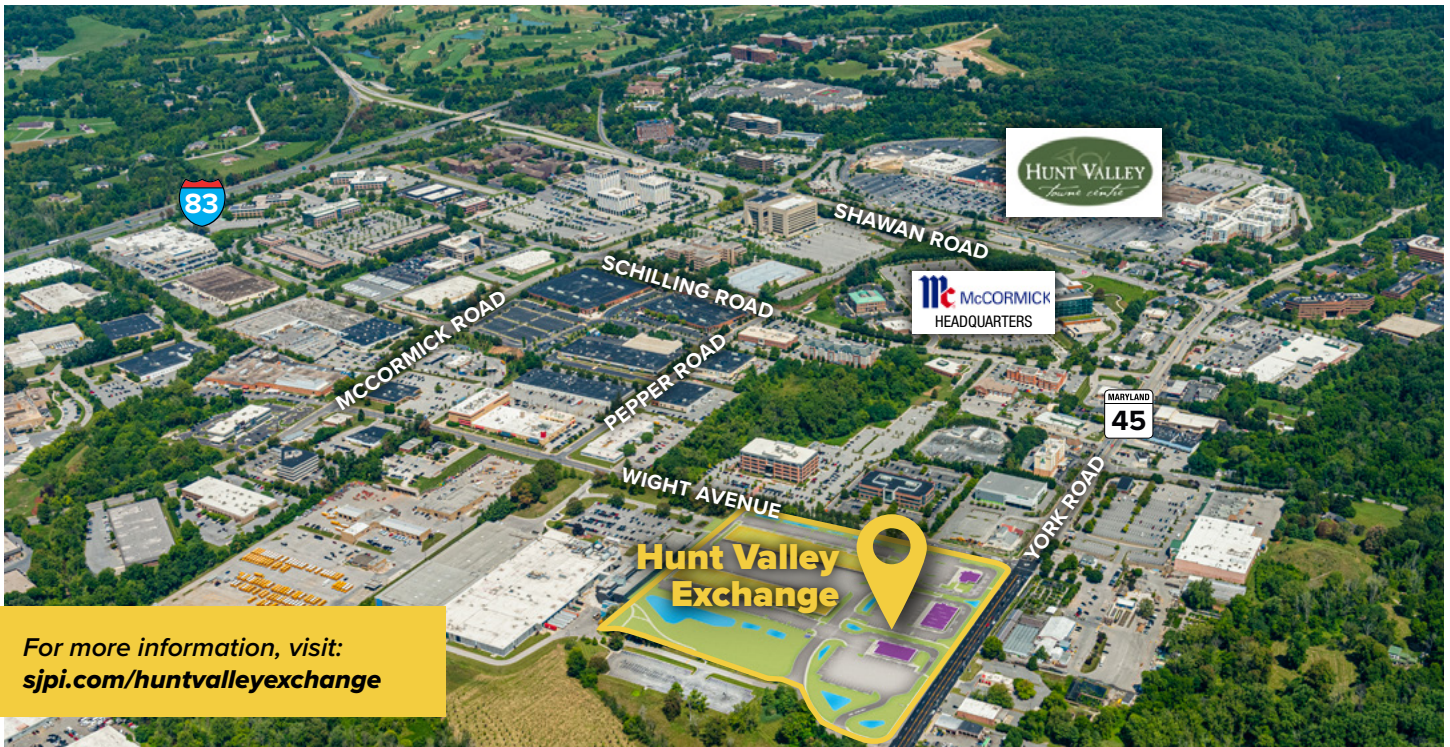 83
HUNT VALLEY
towne centre
SHAWAN ROAD
SCHILLING ROAD
McCORMICK
HEADQUARTERS
MCCORMICK ROAD
PEPPER ROAD
MARYLAND
45
WIGHT AVENUE
YORK ROAD
Hunt Valley
Exchange
For more information, visit:
sjpi.com/huntvalleyexchange